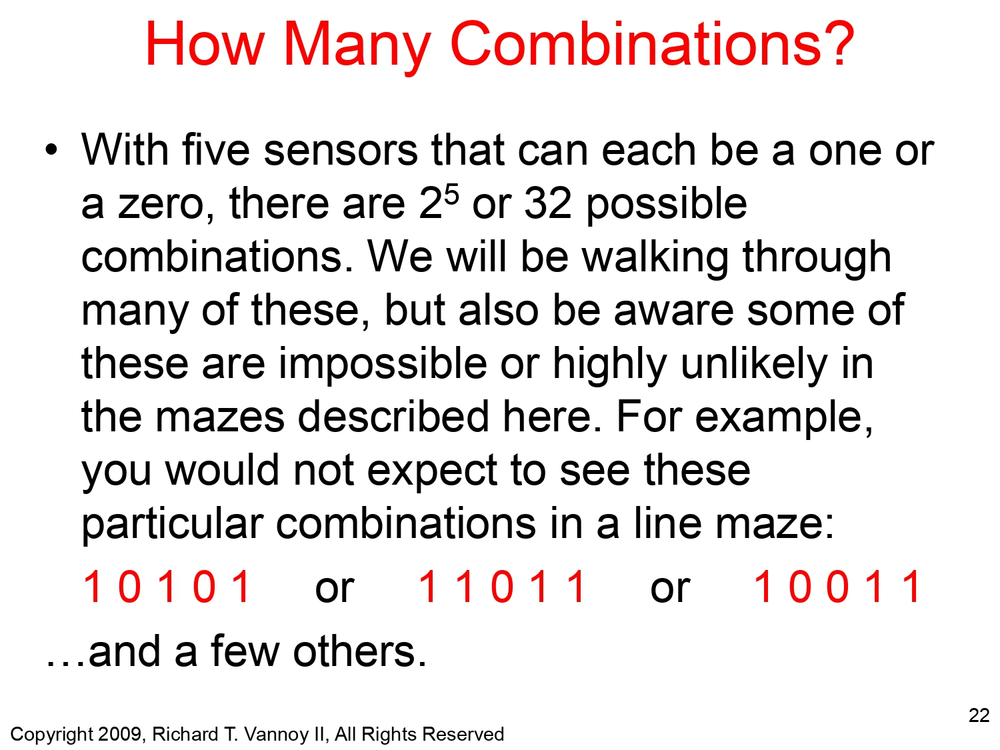 How Many Combinations?
• With five sensors that can each be a one or
a zero, there are 2⁵ or 32 possible
combinations. We will be walking through
many of these, but also be aware some of
these are impossible or highly unlikely in
the mazes described here. For example,
you would not expect to see these
particular combinations in a line maze:
1 0 1 0 1 or 1 1 0 1 1 or 1 0 0 1 1
…and a few others.
22
Copyright 2009, Richard T. Vannoy II, All Rights Reserved